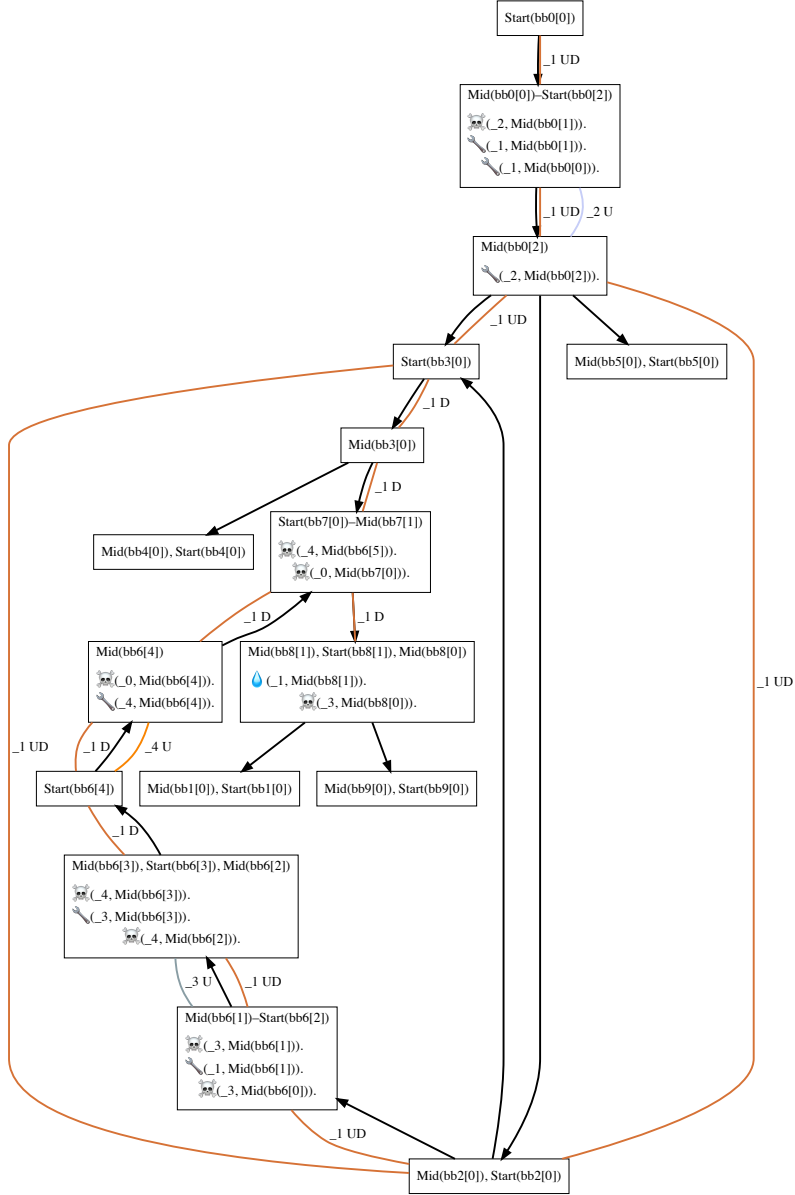 Start(bb0[0])
_1 UD
Mid(bb0[0])–Start(bb0[2])
☠(_2, Mid(bb0[1])).
🔧(_1, Mid(bb0[1])).
🔧(_1, Mid(bb0[0])).
_1 UD
_2 U
Mid(bb0[2])
🔧(_2, Mid(bb0[2])).
_1 UD
Start(bb3[0])
Mid(bb5[0]), Start(bb5[0])
_1 D
Mid(bb3[0])
_1 D
Start(bb7[0])–Mid(bb7[1])
☠(_4, Mid(bb6[5])).
☠(_0, Mid(bb7[0])).
Mid(bb4[0]), Start(bb4[0])
_1 D
_1 D
Mid(bb6[4])
☠(_0, Mid(bb6[4])).
🔧(_4, Mid(bb6[4])).
Mid(bb8[1]), Start(bb8[1]), Mid(bb8[0])
💧(_1, Mid(bb8[1])).
☠(_3, Mid(bb8[0])).
_1 UD
_1 UD
_1 D
_4 U
Start(bb6[4])
Mid(bb1[0]), Start(bb1[0])
Mid(bb9[0]), Start(bb9[0])
_1 D
Mid(bb6[3]), Start(bb6[3]), Mid(bb6[2])
☠(_4, Mid(bb6[3])).
🔧(_3, Mid(bb6[3])).
☠(_4, Mid(bb6[2])).
_3 U
_1 UD
Mid(bb6[1])–Start(bb6[2])
☠(_3, Mid(bb6[1])).
🔧(_1, Mid(bb6[1])).
☠(_3, Mid(bb6[0])).
_1 UD
Mid(bb2[0]), Start(bb2[0])